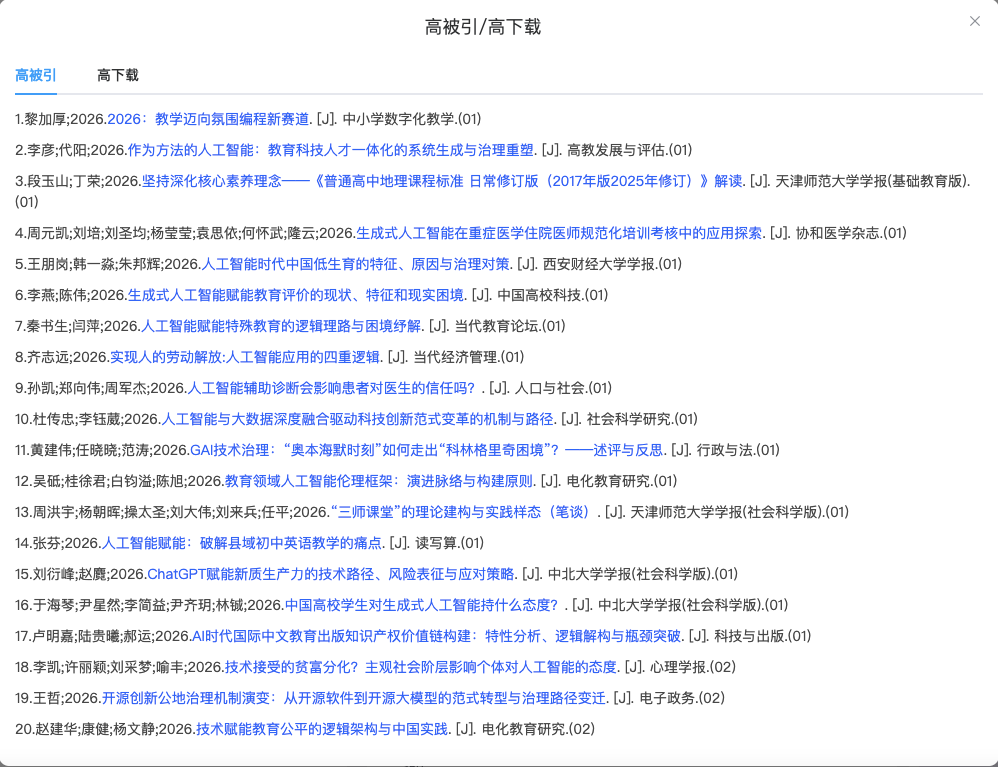 高被引/高下载
高被引 高下载
1.黎加厚;2026.2026：教学迈向氛围编程新赛道. [J]. 中小学数字化教学.(01)
2.李彦;代阳;2026.作为方法的人工智能：教育科技人才一体化的系统生成与治理重塑. [J]. 高教发展与评估.(01)
3.段玉山;丁荣;2026.坚持深化核心素养理念——《普通高中地理课程标准 日常修订版（2017年版2025年修订）》解读. [J]. 天津师范大学学报(基础教育版).
(01)
4.周元凯;刘培;刘圣均;杨莹莹;袁思依;何怀武;隆云;2026.生成式人工智能在重症医学住院医师规范化培训考核中的应用探索. [J]. 协和医学杂志.(01)
5.王朋岗;韩一淼;朱邦辉;2026.人工智能时代中国低生育的特征、原因与治理对策. [J]. 西安财经大学学报.(01)
6.李燕;陈伟;2026.生成式人工智能赋能教育评价的现状、特征和现实困境. [J]. 中国高校科技.(01)
7.秦书生;闫萍;2026.人工智能赋能特殊教育的逻辑理路与困境纾解. [J]. 当代教育论坛.(01)
8.齐志远;2026.实现人的劳动解放:人工智能应用的四重逻辑. [J]. 当代经济管理.(01)
9.孙凯;郑向伟;周军杰;2026.人工智能辅助诊断会影响患者对医生的信任吗？. [J]. 人口与社会.(01)
10.杜传忠;李钰葳;2026.人工智能与大数据深度融合驱动科技创新范式变革的机制与路径. [J]. 社会科学研究.(01)
11.黄建伟;任晓晓;范涛;2026.GAI技术治理：“奥本海默时刻”如何走出“科林格里奇困境”？——述评与反思. [J]. 行政与法.(01)
12.吴砥;桂徐君;白钧溢;陈旭;2026.教育领域人工智能伦理框架：演进脉络与构建原则. [J]. 电化教育研究.(01)
13.周洪宇;杨朝晖;操太圣;刘大伟;刘来兵;任平;2026.“三师课堂”的理论建构与实践样态（笔谈）. [J]. 天津师范大学学报(社会科学版).(01)
14.张芬;2026.人工智能赋能：破解县域初中英语教学的痛点. [J]. 读写算.(01)
15.刘衍峰;赵麑;2026.ChatGPT赋能新质生产力的技术路径、风险表征与应对策略. [J]. 中北大学学报(社会科学版).(01)
16.于海琴;尹星然;李简益;尹齐玥;林铖;2026.中国高校学生对生成式人工智能持什么态度？. [J]. 中北大学学报(社会科学版).(01)
17.卢明嘉;陆贵曦;郝运;2026.AI时代国际中文教育出版知识产权价值链构建：特性分析、逻辑解构与瓶颈突破. [J]. 科技与出版.(01)
18.李凯;许丽颖;刘采梦;喻丰;2026.技术接受的贫富分化？主观社会阶层影响个体对人工智能的态度. [J]. 心理学报.(02)
19.王哲;2026.开源创新公地治理机制演变：从开源软件到开源大模型的范式转型与治理路径变迁. [J]. 电子政务.(02)
20.赵建华;康健;杨文静;2026.技术赋能教育公平的逻辑架构与中国实践. [J]. 电化教育研究.(02)